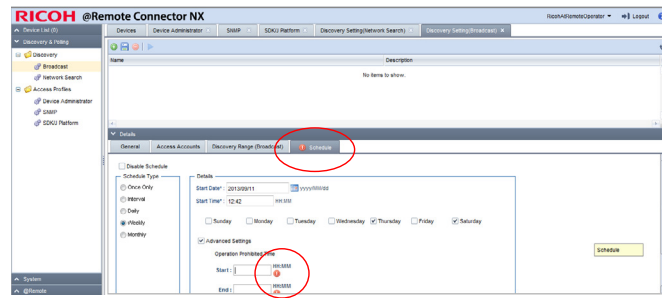 RICOH @Remote Connector NX
RicohAtRemoteOperator Logout
Device List (0)
Devices Device Administrator SNMP SDK/J Platform Discovery Setting(Network Search) Discovery Setting(Broadcast)
Discovery & Polling
Discovery
Broadcast
Network Search
Access Profiles
Device Administrator
SNMP
SDK/J Platform
Name Description
No items to show.
Details
General Access Accounts Discovery Range (Broadcast) Schedule
Disable Schedule
Schedule Type
Once Only
Interval
Daily
Weekly
Monthly
Details
Start Date*: 2013/09/11 yyyy/MM/dd
Start Time*: 12:42 HH:MM
Sunday Monday Tuesday Wednesday Thursday Friday Saturday
Advanced Settings
Operation Prohibited Time
Start: HH:MM
End: HH:MM
Schedule
System
@Remote